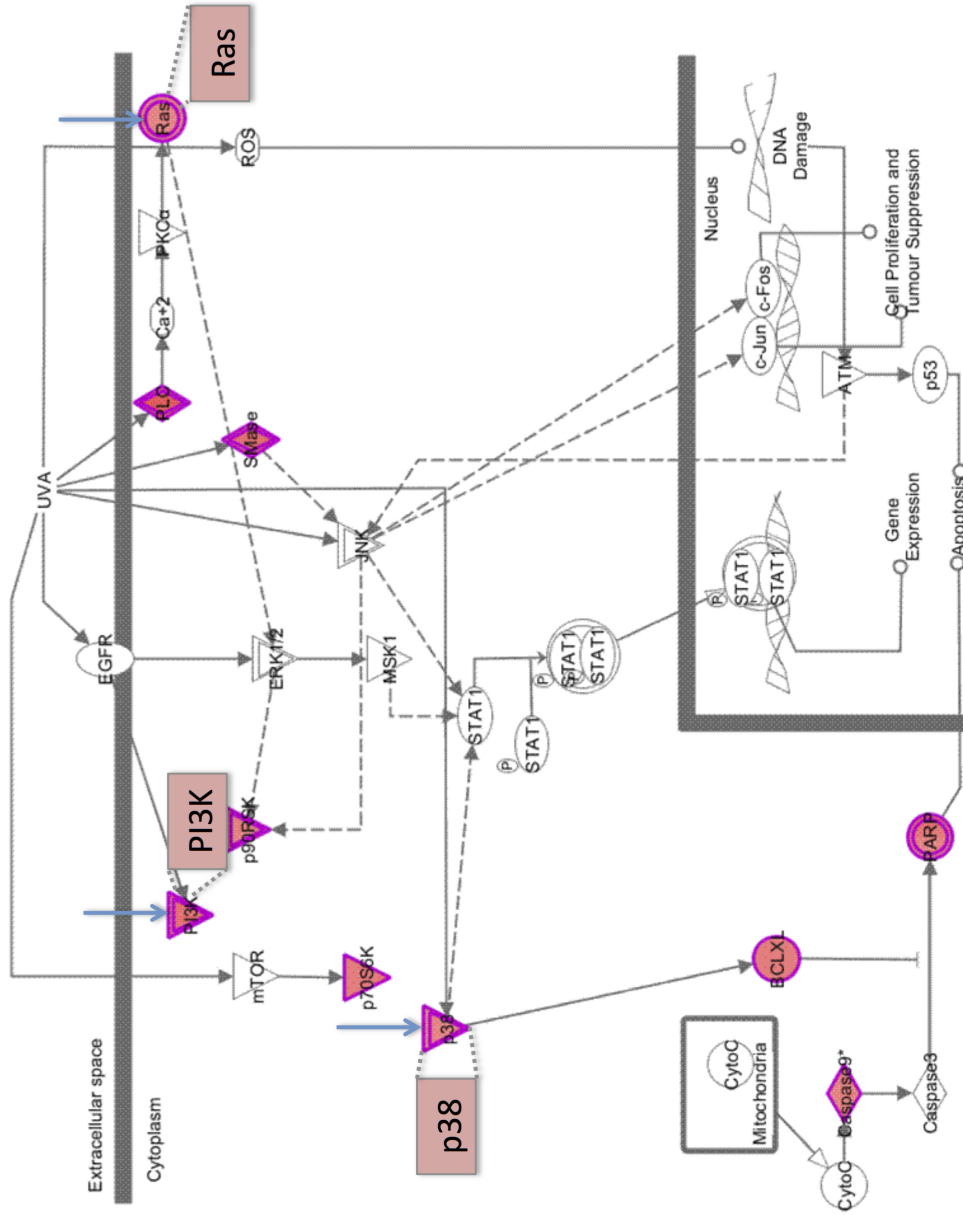 UVA
Extracellular space
EGFR
Cytoplasm
PLC
Ca+2
PKCα
Ras
Ras
PI3K
PI3K
p90RSK
SMase
ROS
mTOR
ERK1/2
JNK
p70S6K
MSK1
p38
p38
STAT1
P
STAT1
P
STAT1
P
STAT1
Nucleus
P
STAT1
STAT1
c-Jun
c-Fos
DNA
Damage
CytoC
Mitochondria
BCLXL
CytoC
Caspase9*
ATM
Gene
Expression
Cell Proliferation and
Tumour Suppression
Caspase3
PARP
p53
Apoptosis